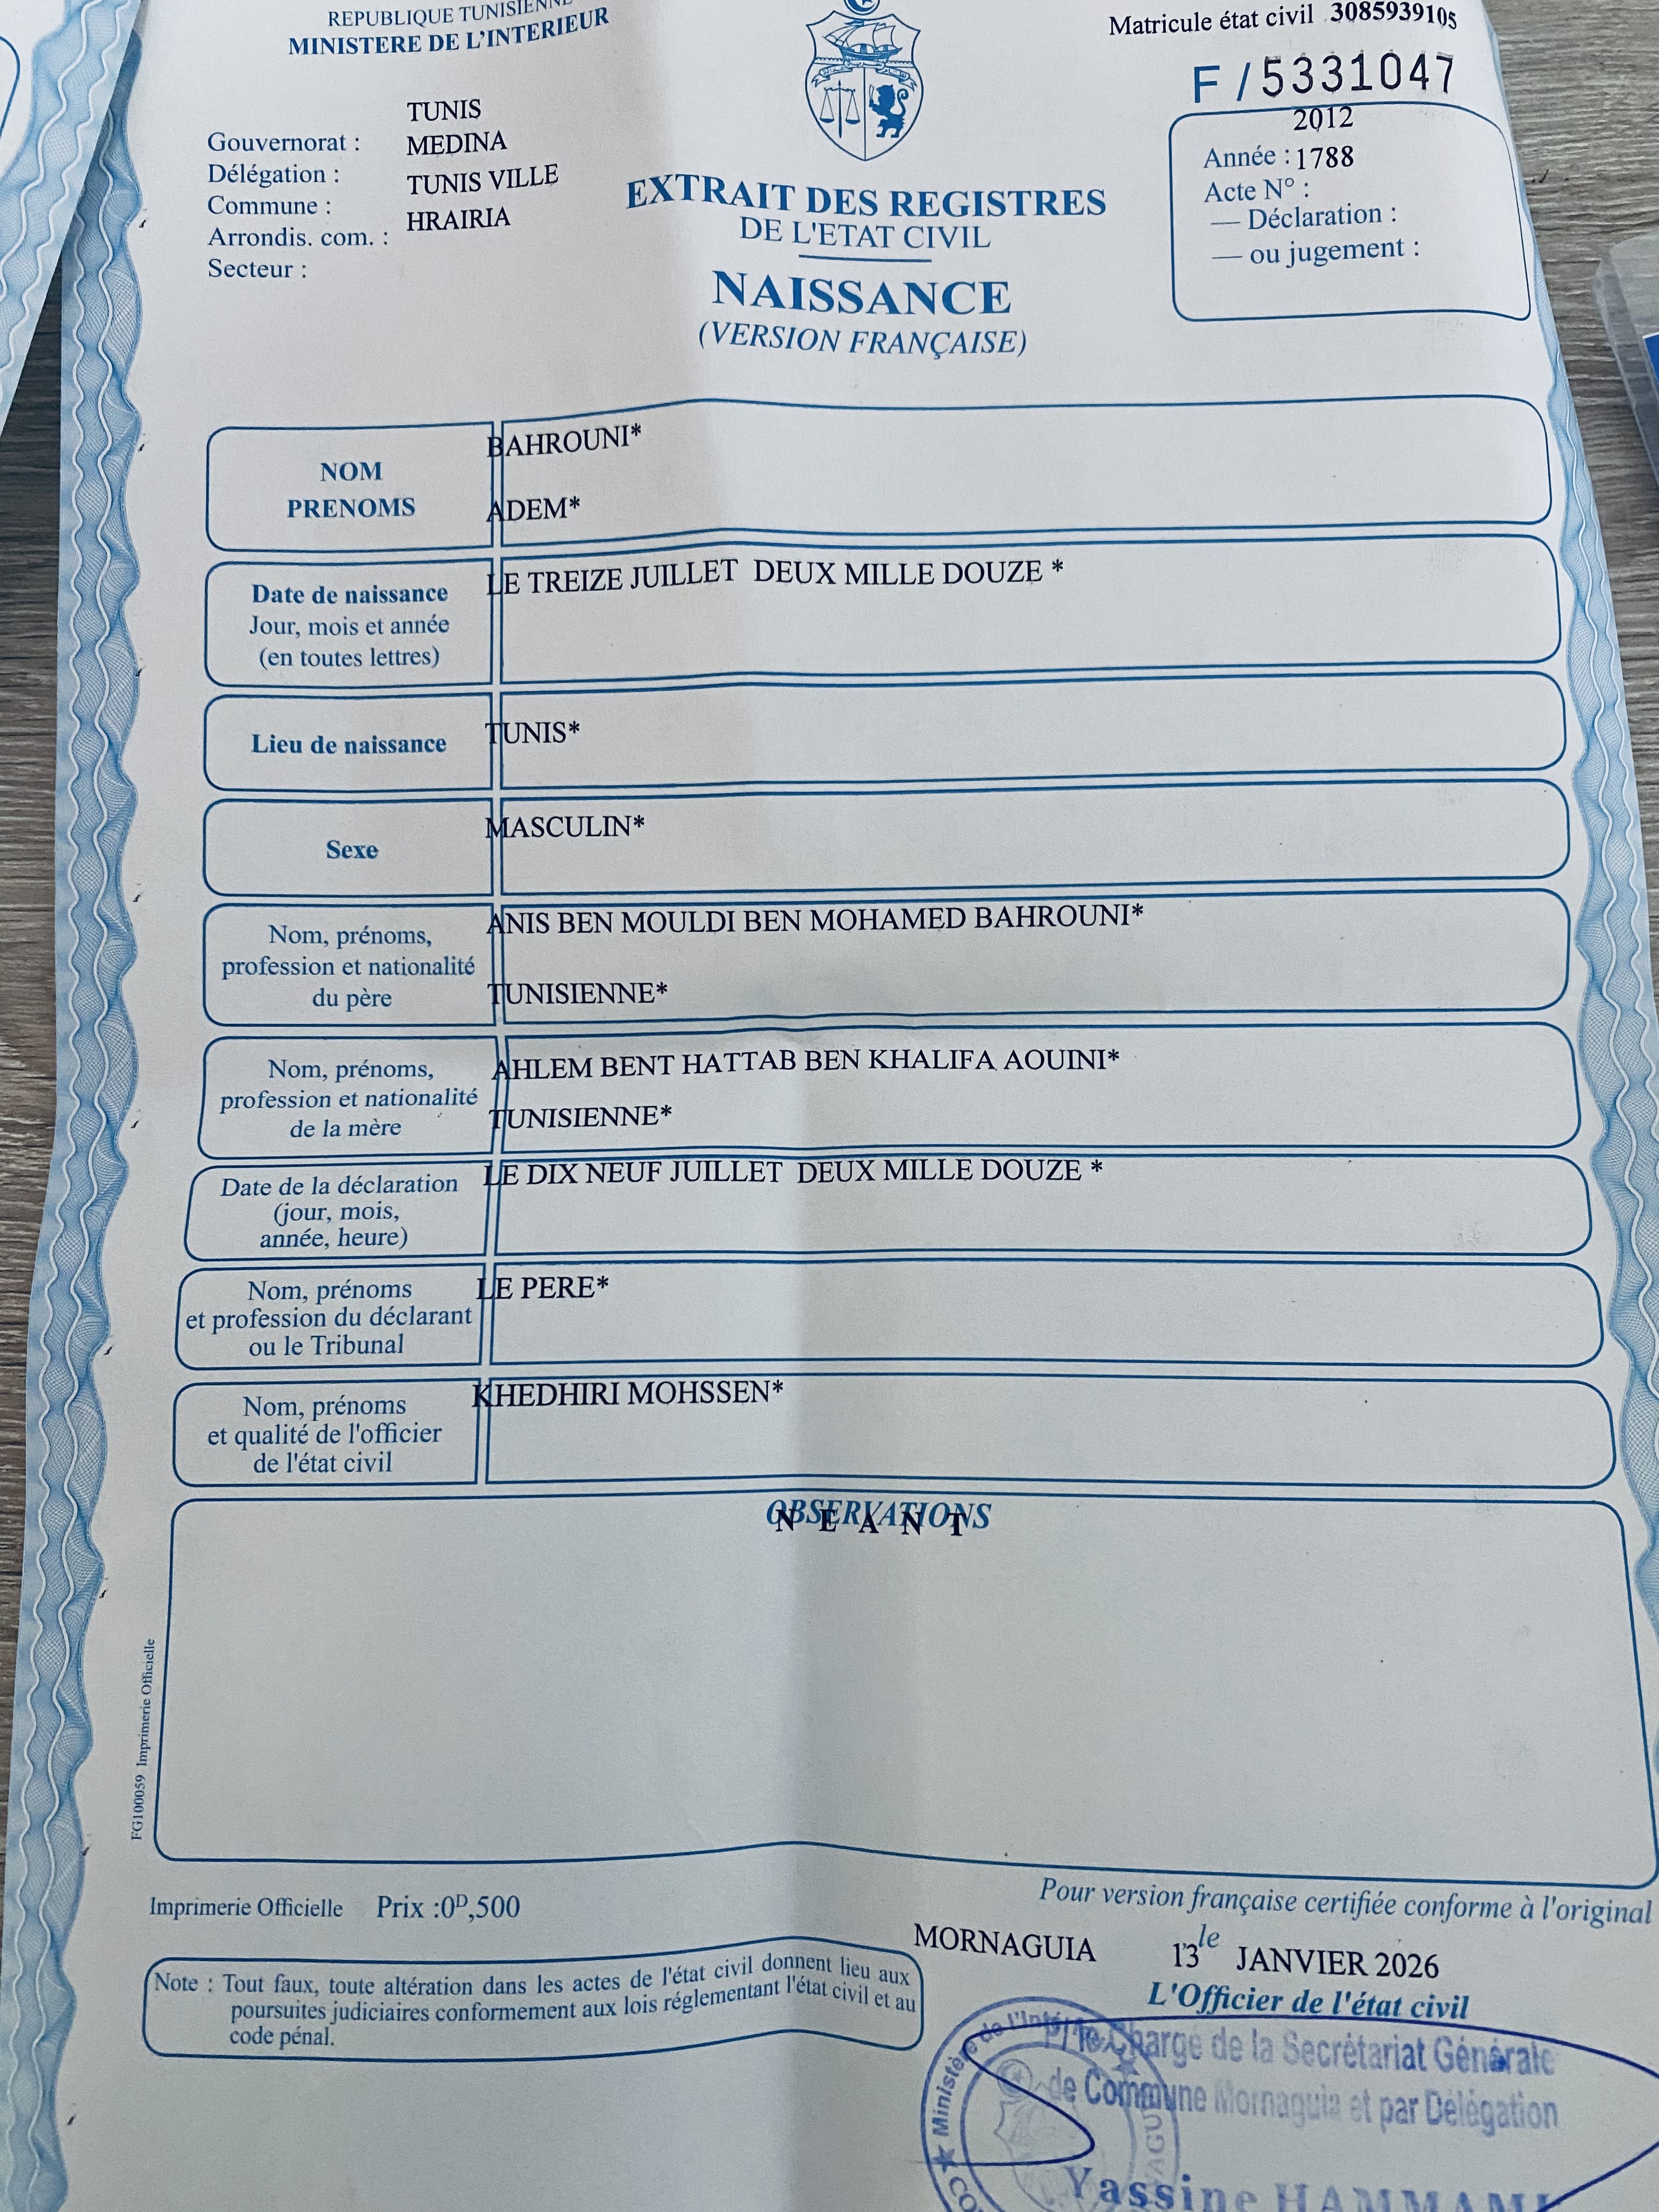 REPUBLIQUE TUNISIENNE
MINISTERE DE L'INTERIEUR
Matricule état civil 3085939105
F / 5331047
TUNIS
Gouvernorat :
MEDINA
Délégation :
TUNIS VILLE
Commune :
HRAIRIA
Arrondis. com. :
Secteur :
2012
Année : 1788
Acte N° :
— Déclaration :
— ou jugement :
EXTRAIT DES REGISTRES
DE L'ETAT CIVIL
NAISSANCE
(VERSION FRANÇAISE)
NOM
PRENOMS
BAHROUNI*
ADEM*
Date de naissance
Jour, mois et année
(en toutes lettres)
LE TREIZE JUILLET DEUX MILLE DOUZE *
Lieu de naissance
TUNIS*
Sexe
MASCULIN*
Nom, prénoms,
profession et nationalité
du père
ANIS BEN MOULDI BEN MOHAMED BAHROUNI*
TUNISIENNE*
Nom, prénoms,
profession et nationalité
de la mère
AHLEM BENT HATTAB BEN KHALIFA AOUINI*
TUNISIENNE*
Date de la déclaration
(jour, mois,
année, heure)
LE DIX NEUF JUILLET DEUX MILLE DOUZE *
Nom, prénoms
et profession du déclarant
ou le Tribunal
LE PERE*
Nom, prénoms
et qualité de l'officier
de l'état civil
KHEDHIRI MOHSSEN*
OBSERVATIONS
N E A N T
FG100059 Imprimerie Officielle
Imprimerie Officielle Prix :0D,500
Pour version française certifiée conforme à l'original
MORNAGUIA 13 le JANVIER 2026
L'Officier de l'état civil
Note : Tout faux, toute altération dans les actes de l'état civil donnent lieu aux
poursuites judiciaires conformement aux lois réglementant l'état civil et au
code pénal.
Ministère de l'Intérieur
P/ le Chargé de la Secrétariat Générale
de Commune Mornaguia et par Délégation
Yassine HAMMAMI